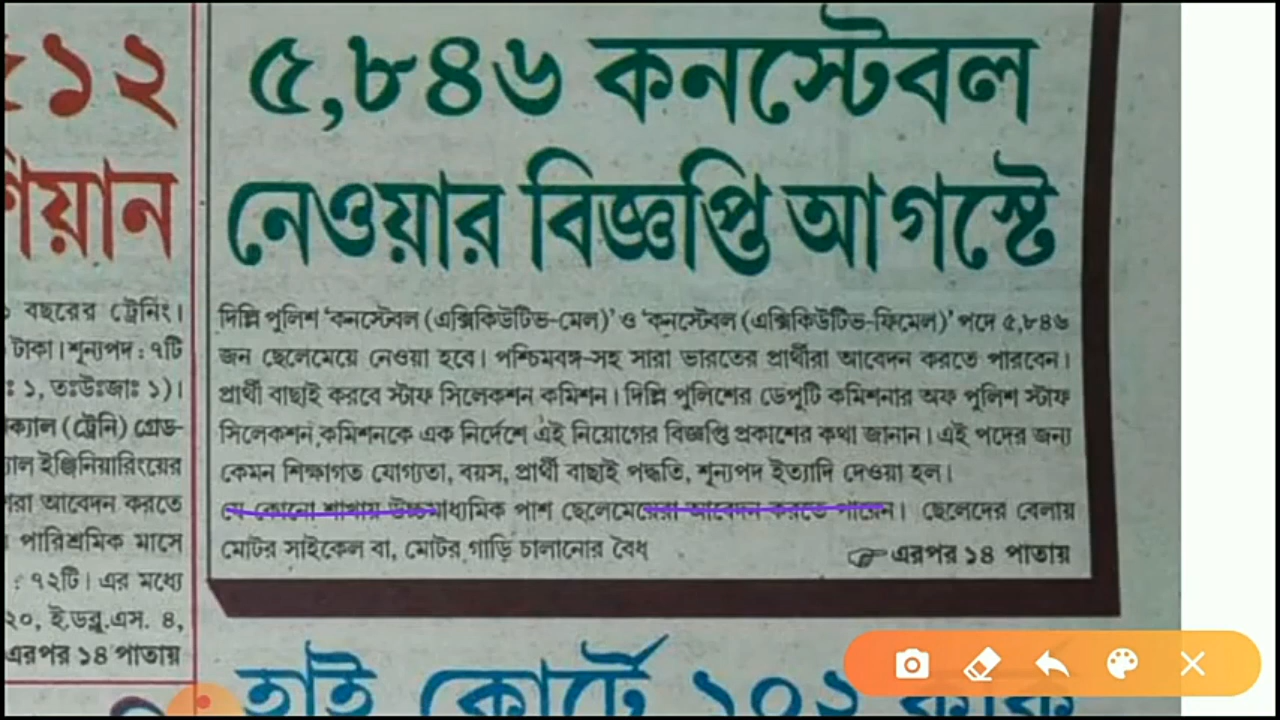 ১২
৫,৮৪৬ কনস্টেবল
নেওয়ার বিজ্ঞপ্তি আগস্টে
বছরের ট্রেনিং।
টাকা। শূন্যপদ : ৭টি
১, তঃউঃজাঃ ১)।
(ট্রেনি) গ্রেড-
ইঞ্জিনিয়ারিংয়ের
আবেদন করতে
পারিশ্রমিক মাসে
: ৭২টি। এর মধ্যে
২০, ই.ডব্লু.এস. ৪,
এরপর ১৪ পাতায়
দিল্লি পুলিশ ‘কনস্টেবল (এক্সিকিউটিভ-মেল)’ ও ‘কনস্টেবল (এক্সিকিউটিভ-ফিমেল)’ পদে ৫,৮৪৬
জন ছেলেমেয়ে নেওয়া হবে। পশ্চিমবঙ্গ-সহ সারা ভারতের প্রার্থীরা আবেদন করতে পারবেন।
প্রার্থী বাছাই করবে স্টাফ সিলেকশন কমিশন। দিল্লি পুলিশের ডেপুটি কমিশনার অফ পুলিশ স্টাফ
সিলেকশন কমিশনকে এক নির্দেশে এই নিয়োগের বিজ্ঞপ্তি প্রকাশের কথা জানান। এই পদের জন্য
কেমন শিক্ষাগত যোগ্যতা, বয়স, প্রার্থী বাছাই পদ্ধতি, শূন্যপদ ইত্যাদি দেওয়া হল।
যে কোনো শাখায় উচ্চমাধ্যমিক পাশ ছেলেমেয়েরা আবেদন করতে পারেন। ছেলেদের বেলায়
মোটর সাইকেল বা, মোটর গাড়ি চালানোর বৈধ
এরপর ১৪ পাতায়
হাই কোর্টে ১০২